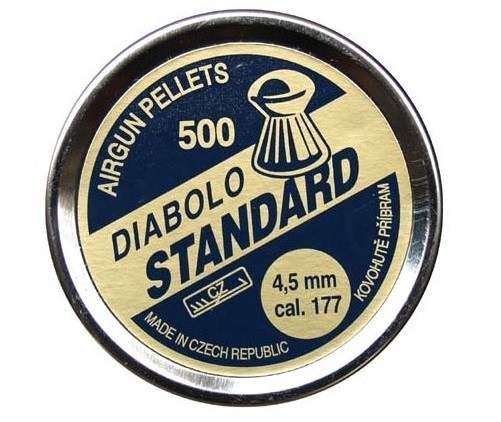 AIRGUN PELLETS
500
DIABOLO
STANDARD
CZ
4,5 mm
cal. 177
KOVOHUTĚ PŘÍBRAM
MADE IN CZECH REPUBLIC